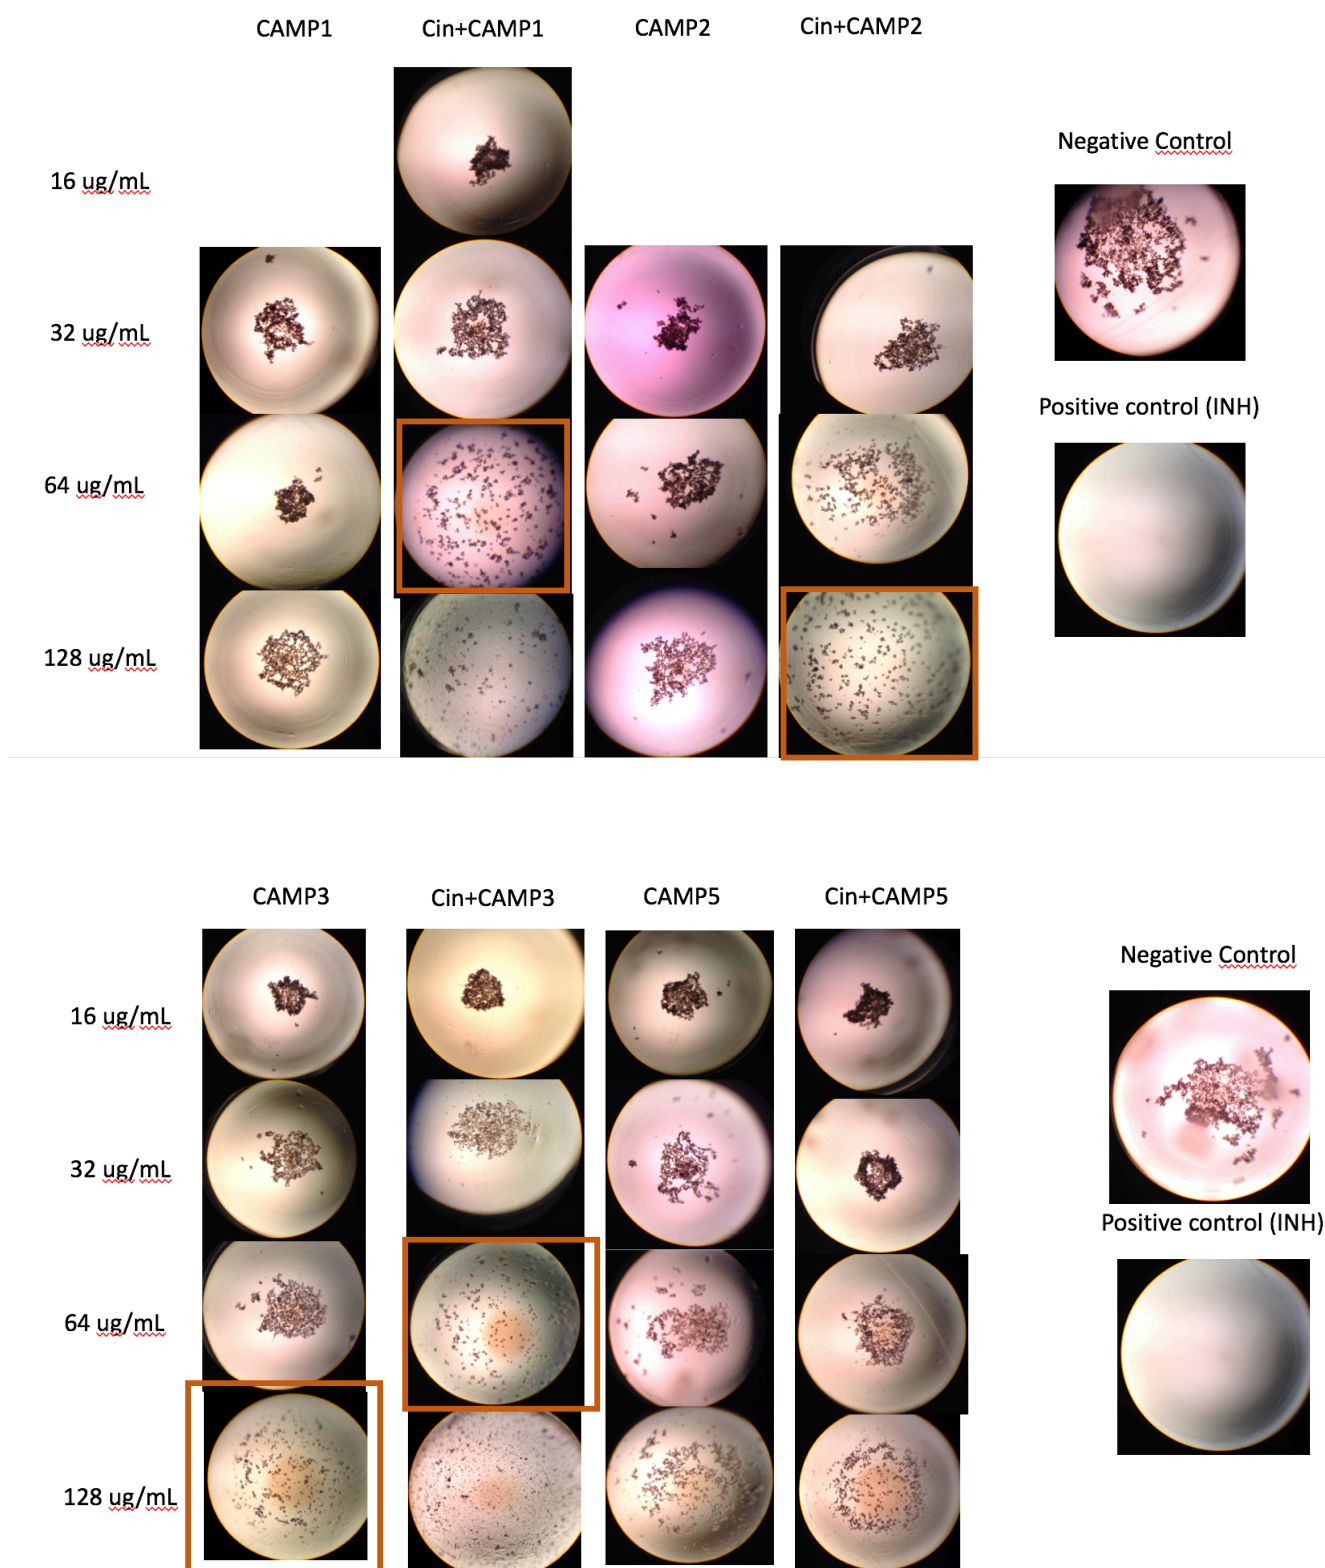 CAMP1 Cin+CAMP1 CAMP2 Cin+CAMP2
Negative Control
16 ug/mL
32 ug/mL
Positive control (INH)
64 ug/mL
128 ug/mL
CAMP3 Cin+CAMP3 CAMP5 Cin+CAMP5
Negative Control
16 ug/mL
32 ug/mL
Positive control (INH)
64 ug/mL
128 ug/mL